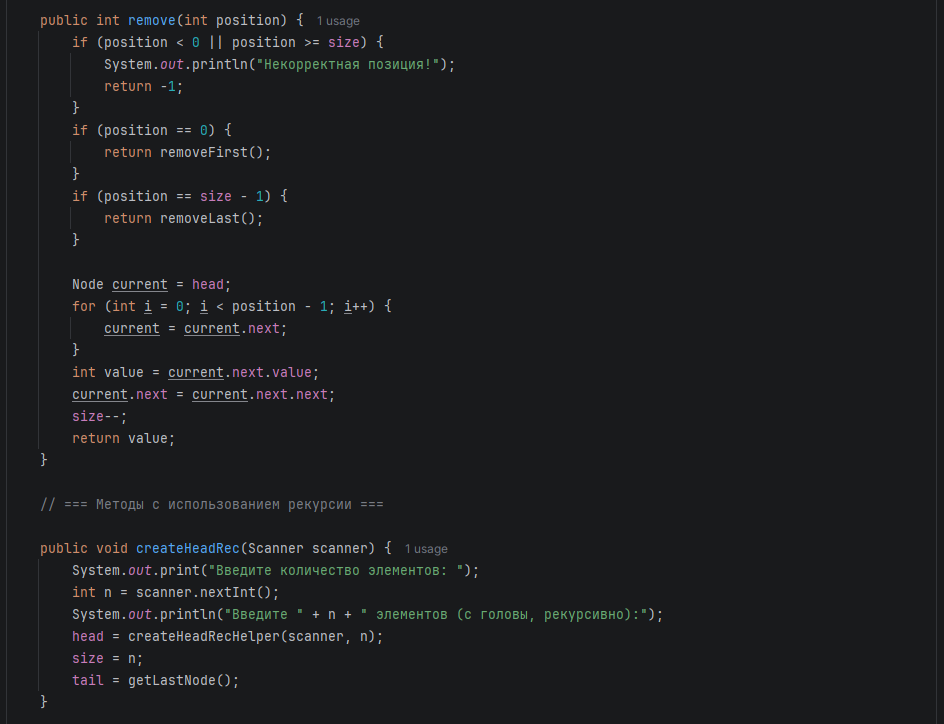 public int remove(int position) { 1 usage
if (position < 0 || position >= size) {
System.out.println("Некорректная позиция!");
return -1;
}
if (position == 0) {
return removeFirst();
}
if (position == size - 1) {
return removeLast();
}
Node current = head;
for (int i = 0; i < position - 1; i++) {
current = current.next;
}
int value = current.next.value;
current.next = current.next.next;
size--;
return value;
}
// === Методы с использованием рекурсии ===
public void createHeadRec(Scanner scanner) { 1 usage
System.out.print("Введите количество элементов: ");
int n = scanner.nextInt();
System.out.println("Введите " + n + " элементов (с головы, рекурсивно):");
head = createHeadRecHelper(scanner, n);
size = n;
tail = getLastNode();
}